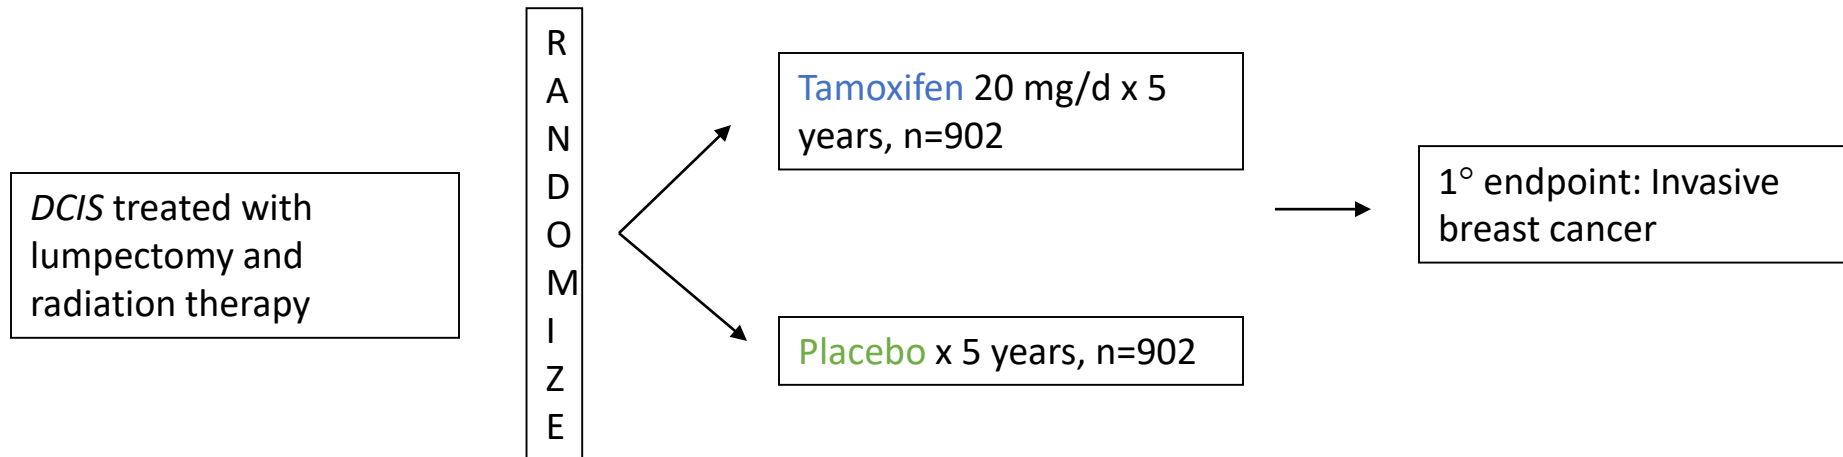 DCIS treated with
lumpectomy and
radiation therapy
R
A
N
D
O
M
I
Z
E
Tamoxifen 20 mg/d x 5
years, n=902
Placebo x 5 years, n=902
1° endpoint: Invasive
breast cancer